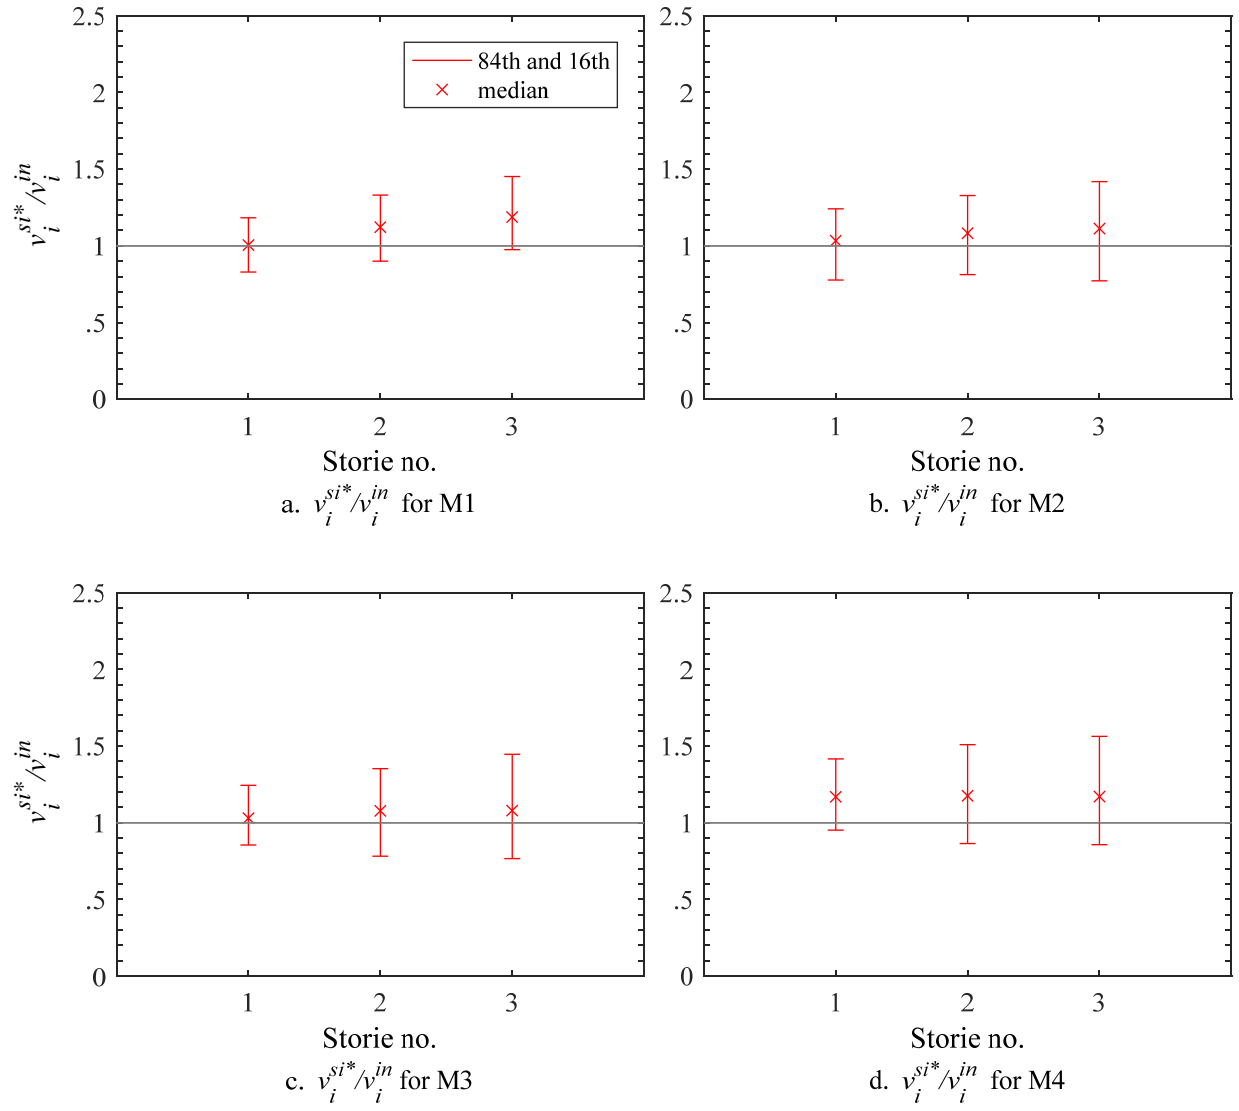 2.5
2
1.5
1
.5
0
v_i^{si*}/v_i^{in}
84th and 16th
median
1 2 3
Storie no.
a. v_i^{si*}/v_i^{in} for M1
2.5
2
1.5
1
.5
0
1 2 3
Storie no.
b. v_i^{si*}/v_i^{in} for M2
2.5
2
1.5
1
.5
0
v_i^{si*}/v_i^{in}
1 2 3
Storie no.
c. v_i^{si*}/v_i^{in} for M3
2.5
2
1.5
1
.5
0
1 2 3
Storie no.
d. v_i^{si*}/v_i^{in} for M4